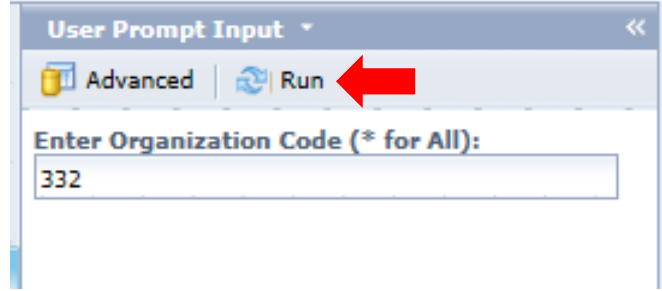 User Prompt Input
Advanced Run
Enter Organization Code (* for All):
332